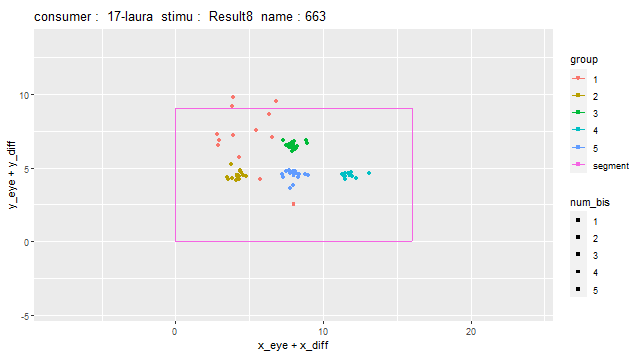 consumer : 17-laura stimu : Result8 name : 663
y_eye + y_diff
10
5
0
-5
0
10
20
x_eye + x_diff
group
1
2
3
4
5
segment
num_bis
1
2
3
4
5